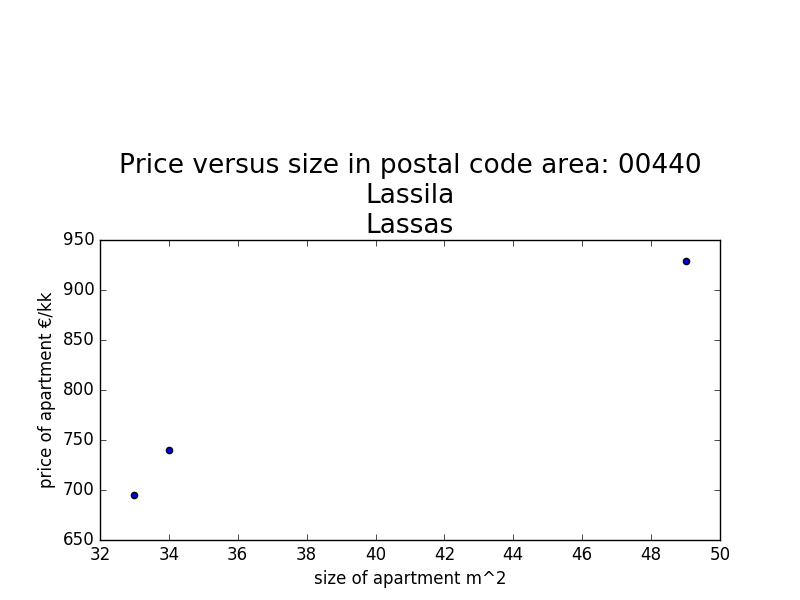 Price versus size in postal code area: 00440
Lassila
Lassas
950
900
850
800
750
700
650
price of apartment €/kk
32 34 36 38 40 42 44 46 48 50
size of apartment m^2